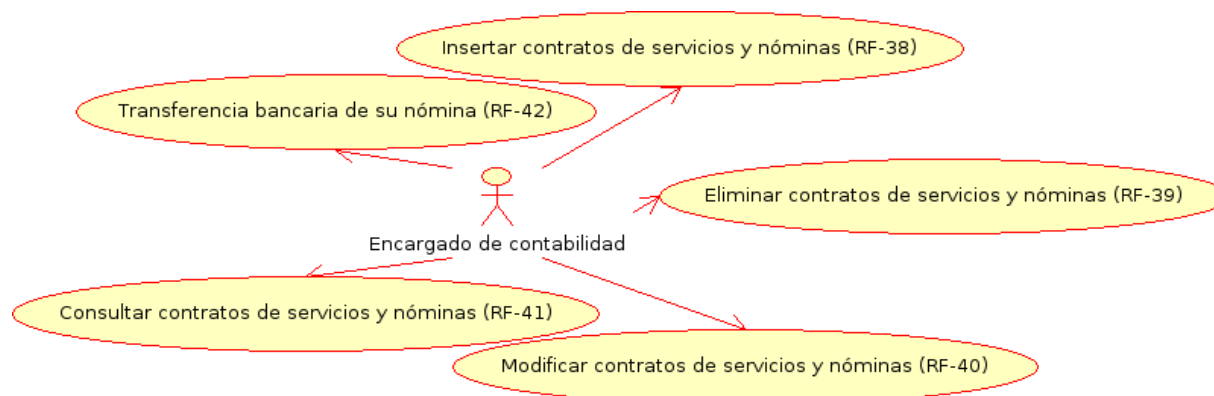 Insertar contratos de servicios y nóminas (RF-38)
Transferencia bancaria de su nómina (RF-42)
Eliminar contratos de servicios y nóminas (RF-39)
Encargado de contabilidad
Consultar contratos de servicios y nóminas (RF-41)
Modificar contratos de servicios y nóminas (RF-40)